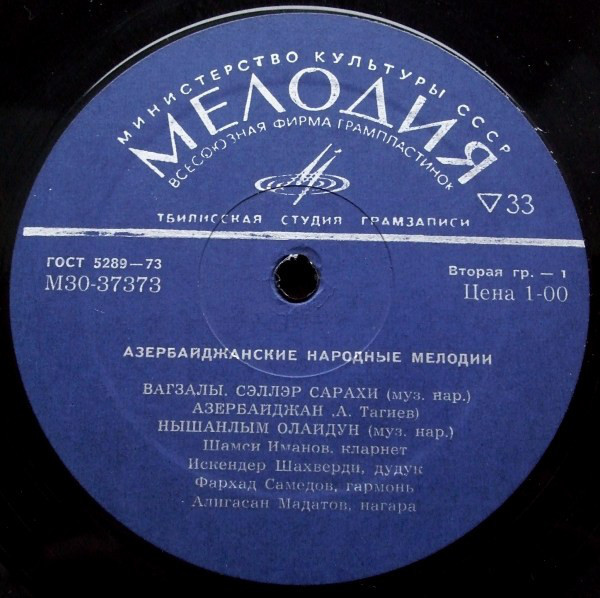 МИНИСТЕРСТВО КУЛЬТУРЫ СССР
МЕЛОДИЯ
ВСЕСОЮЗНАЯ ФИРМА ГРАМПЛАСТИНОК
▽33
ТБИЛИССКАЯ СТУДИЯ ГРАМЗАПИСИ
ГОСТ 5289—73
М30-37373
Вторая гр. — 1
Цена 1-00
АЗЕРБАЙДЖАНСКИЕ НАРОДНЫЕ МЕЛОДИИ
ВАГЗАЛЫ. СЭЛЛЭР САРАХИ (муз. нар.)
АЗЕРБАЙДЖАН (А. Тагиев)
НЫШАНЛЫМ ОЛАЙДУН (муз. нар.)
Шамси Иманов, кларнет
Искендер Шахверди, дудук
Фархад Самедов, гармонь
Алигасан Мадатов, нагара